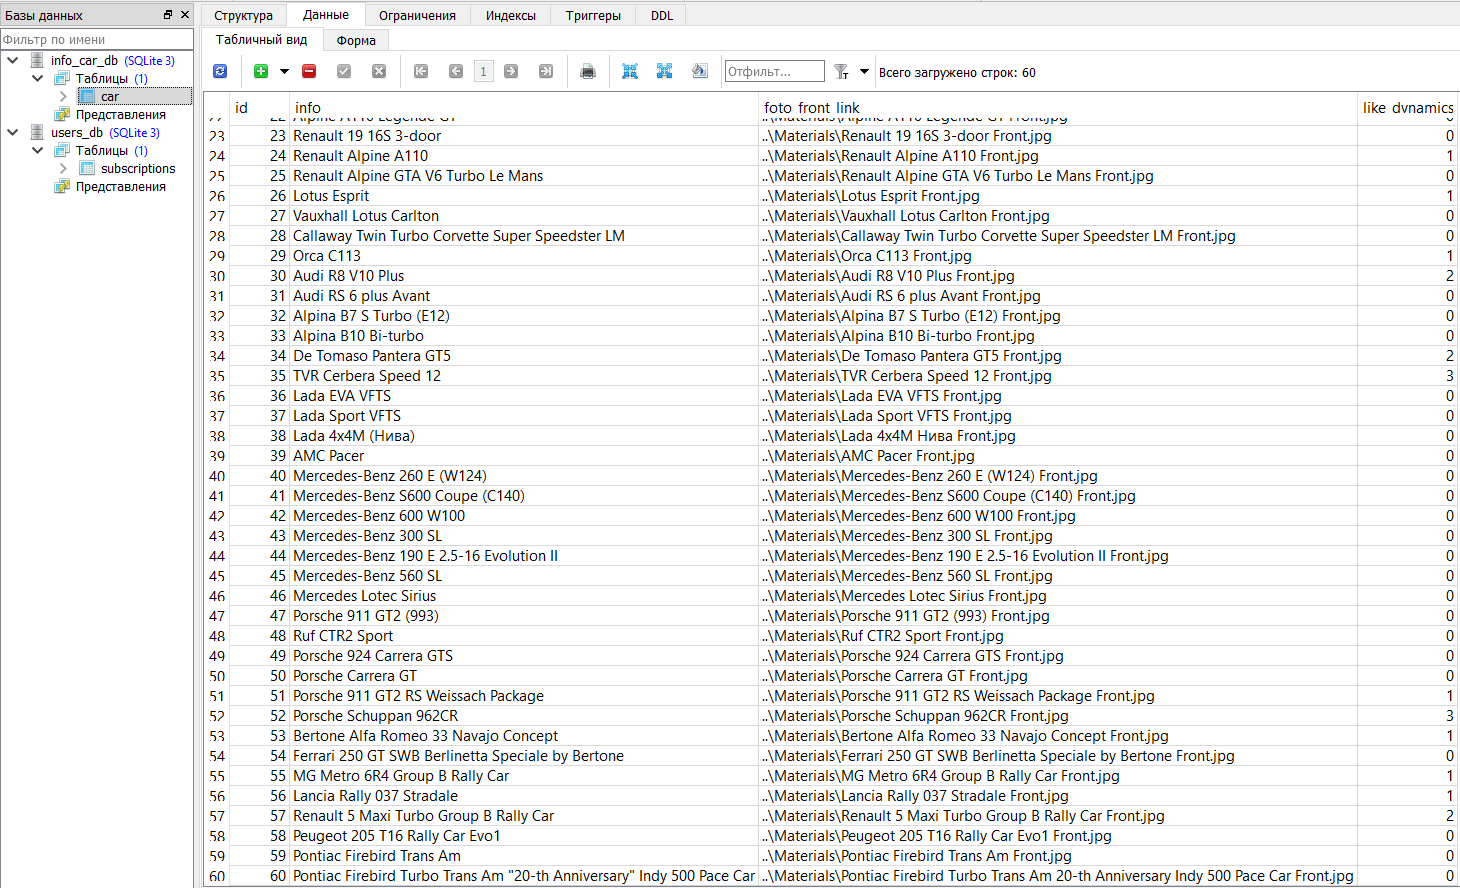 Базы данных
Фильтр по имени
info_car_db (SQLite 3)
Таблицы (1)
car
Представления
users_db (SQLite 3)
Таблицы (1)
subscriptions
Представления
Структура Данные Ограничения Индексы Триггеры DDL
Табличный вид Форма
1 Отфильт... Всего загружено строк: 60
id info foto_front_link like_dynamics
22 22 Alpine A110 Legende GT ..\Materials\Alpine A110 Legende GT Front.jpg 0
23 23 Renault 19 16S 3-door ..\Materials\Renault 19 16S 3-door Front.jpg 0
24 24 Renault Alpine A110 ..\Materials\Renault Alpine A110 Front.jpg 1
25 25 Renault Alpine GTA V6 Turbo Le Mans ..\Materials\Renault Alpine GTA V6 Turbo Le Mans Front.jpg 0
26 26 Lotus Esprit ..\Materials\Lotus Esprit Front.jpg 1
27 27 Vauxhall Lotus Carlton ..\Materials\Vauxhall Lotus Carlton Front.jpg 0
28 28 Callaway Twin Turbo Corvette Super Speedster LM ..\Materials\Callaway Twin Turbo Corvette Super Speedster LM Front.jpg 0
29 29 Orca C113 ..\Materials\Orca C113 Front.jpg 1
30 30 Audi R8 V10 Plus ..\Materials\Audi R8 V10 Plus Front.jpg 2
31 31 Audi RS 6 plus Avant ..\Materials\Audi RS 6 plus Avant Front.jpg 0
32 32 Alpina B7 S Turbo (E12) ..\Materials\Alpina B7 S Turbo (E12) Front.jpg 0
33 33 Alpina B10 Bi-turbo ..\Materials\Alpina B10 Bi-turbo Front.jpg 0
34 34 De Tomaso Pantera GT5 ..\Materials\De Tomaso Pantera GT5 Front.jpg 2
35 35 TVR Cerbera Speed 12 ..\Materials\TVR Cerbera Speed 12 Front.jpg 3
36 36 Lada EVA VFTS ..\Materials\Lada EVA VFTS Front.jpg 0
37 37 Lada Sport VFTS ..\Materials\Lada Sport VFTS Front.jpg 0
38 38 Lada 4x4M (Нива) ..\Materials\Lada 4x4M Нива Front.jpg 0
39 39 AMC Pacer ..\Materials\AMC Pacer Front.jpg 0
40 40 Mercedes-Benz 260 E (W124) ..\Materials\Mercedes-Benz 260 E (W124) Front.jpg 0
41 41 Mercedes-Benz S600 Coupe (C140) ..\Materials\Mercedes-Benz S600 Coupe (C140) Front.jpg 0
42 42 Mercedes-Benz 600 W100 ..\Materials\Mercedes-Benz 600 W100 Front.jpg 0
43 43 Mercedes-Benz 300 SL ..\Materials\Mercedes-Benz 300 SL Front.jpg 0
44 44 Mercedes-Benz 190 E 2.5-16 Evolution II ..\Materials\Mercedes-Benz 190 E 2.5-16 Evolution II Front.jpg 0
45 45 Mercedes-Benz 560 SL ..\Materials\Mercedes-Benz 560 SL Front.jpg 0
46 46 Mercedes Lotec Sirius ..\Materials\Mercedes Lotec Sirius Front.jpg 0
47 47 Porsche 911 GT2 (993) ..\Materials\Porsche 911 GT2 (993) Front.jpg 0
48 48 Ruf CTR2 Sport ..\Materials\Ruf CTR2 Sport Front.jpg 0
49 49 Porsche 924 Carrera GTS ..\Materials\Porsche 924 Carrera GTS Front.jpg 0
50 50 Porsche Carrera GT ..\Materials\Porsche Carrera GT Front.jpg 0
51 51 Porsche 911 GT2 RS Weissach Package ..\Materials\Porsche 911 GT2 RS Weissach Package Front.jpg 1
52 52 Porsche Schuppan 962CR ..\Materials\Porsche Schuppan 962CR Front.jpg 3
53 53 Bertone Alfa Romeo 33 Navajo Concept ..\Materials\Bertone Alfa Romeo 33 Navajo Concept Front.jpg 1
54 54 Ferrari 250 GT SWB Berlinetta Speciale by Bertone ..\Materials\Ferrari 250 GT SWB Berlinetta Speciale by Bertone Front.jpg 0
55 55 MG Metro 6R4 Group B Rally Car ..\Materials\MG Metro 6R4 Group B Rally Car Front.jpg 1
56 56 Lancia Rally 037 Stradale ..\Materials\Lancia Rally 037 Stradale Front.jpg 1
57 57 Renault 5 Maxi Turbo Group B Rally Car ..\Materials\Renault 5 Maxi Turbo Group B Rally Car Front.jpg 2
58 58 Peugeot 205 T16 Rally Car Evo1 ..\Materials\Peugeot 205 T16 Rally Car Evo1 Front.jpg 0
59 59 Pontiac Firebird Trans Am ..\Materials\Pontiac Firebird Trans Am Front.jpg 0
60 60 Pontiac Firebird Turbo Trans Am "20-th Anniversary" Indy 500 Pace Car ..\Materials\Pontiac Firebird Turbo Trans Am 20-th Anniversary Indy 500 Pace Car Front.jpg 0